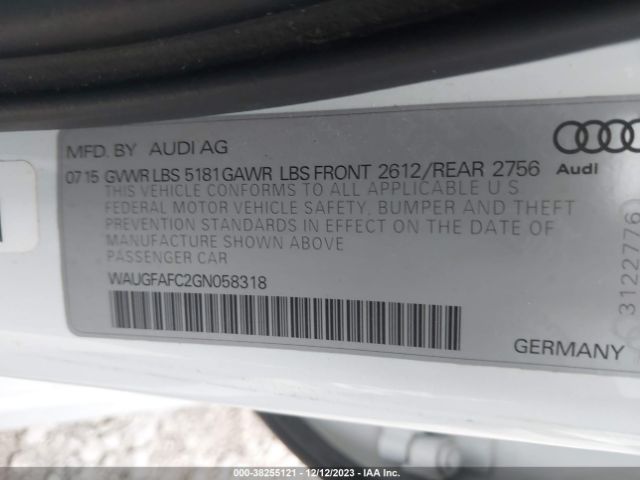 MFD. BY AUDI AG
07 15 GVWR LBS 5181 GAWR LBS FRONT 2612/REAR 2756
THIS VEHICLE CONFORMS TO ALL APPLICABLE U S
FEDERAL MOTOR VEHICLE SAFETY, BUMPER AND THEFT
PREVENTION STANDARDS IN EFFECT ON THE DATE OF
MANUFACTURE SHOWN ABOVE
PASSENGER CAR
WAUGFAFC2GN058318
Audi
GERMANY
31227760
000-38255121 - 12/12/2023 - IAA Inc.